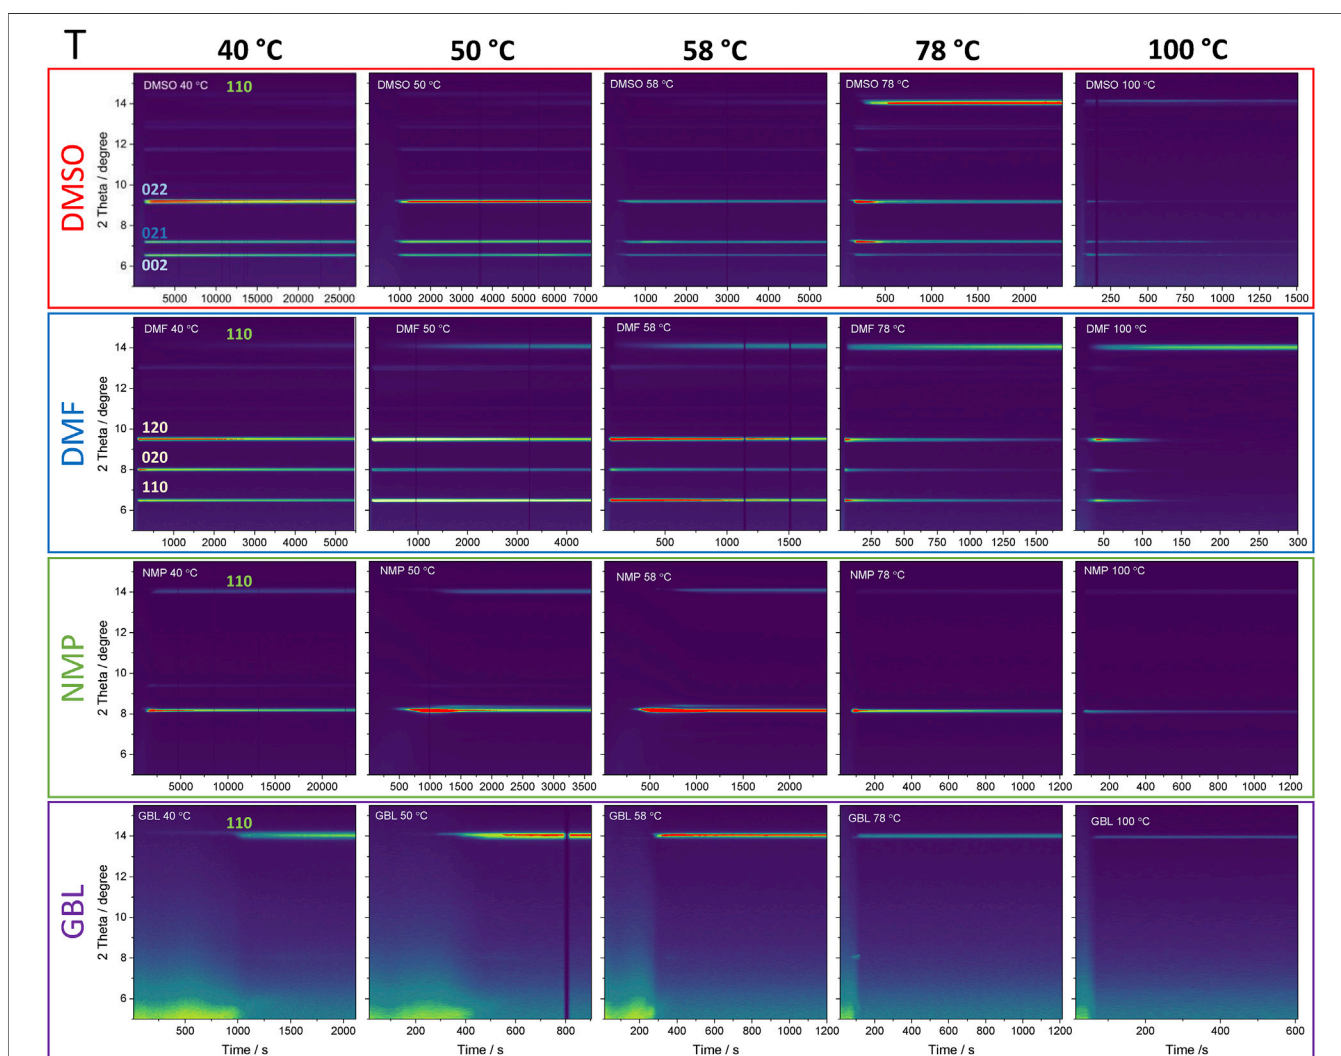 T 40 °C 50 °C 58 °C 78 °C 100 °C
DMSO
2 Theta / degree
14 12 10 8 6
DMSO 40 °C 110
022
021
002
5000 10000 15000 20000 25000
DMSO 50 °C
1000 2000 3000 4000 5000 6000 7000
DMSO 58 °C
1000 2000 3000 4000 5000
DMSO 78 °C
500 1000 1500 2000
DMSO 100 °C
250 500 750 1000 1250 1500
DMF
2 Theta / degree
14 12 10 8 6
DMF 40 °C 110
120
020
110
1000 2000 3000 4000 5000
DMF 50 °C
1000 2000 3000 4000
DMF 58 °C
500 1000 1500
DMF 78 °C
250 500 750 1000 1250 1500
DMF 100 °C
50 100 150 200 250 300
NMP
2 Theta / degree
14 12 10 8 6
NMP 40 °C 110
5000 10000 15000 20000
NMP 50 °C
500 1000 1500 2000 2500 3000 3500
NMP 58 °C
500 1000 1500 2000
NMP 78 °C
200 400 600 800 1000 1200
NMP 100 °C
200 400 600 800 1000 1200
GBL
2 Theta / degree
14 12 10 8 6
GBL 40 °C 110
500 1000 1500 2000
Time / s
GBL 50 °C
200 400 600 800
Time / s
GBL 58 °C
200 400 600 800 1000 1200
Time / s
GBL 78 °C
200 400 600 800 1000 1200
Time / s
GBL 100 °C
200 400 600
Time /s